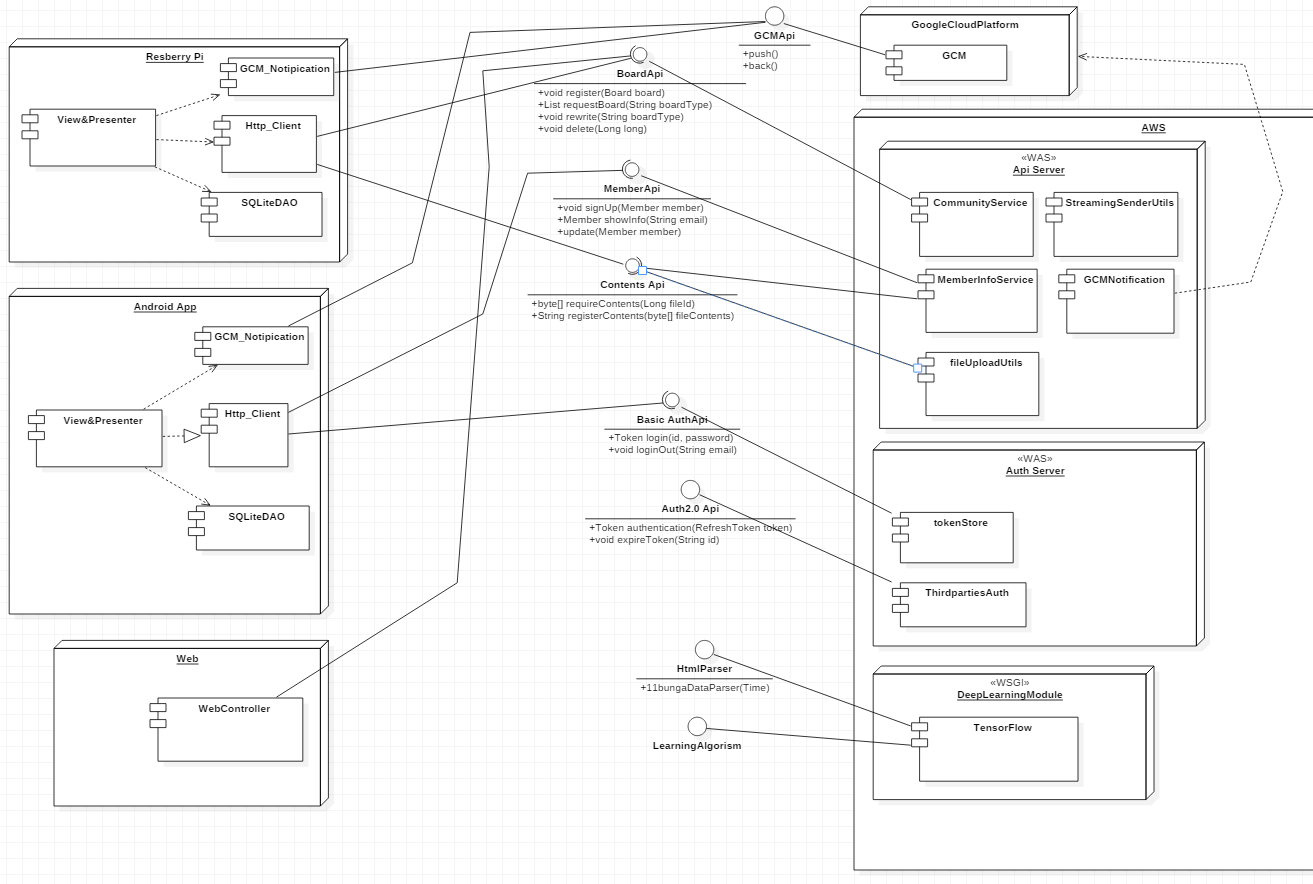 Resberry Pi
GCM_Notipication
View&Presenter
Http_Client
SQLiteDAO
Android App
GCM_Notipication
View&Presenter
Http_Client
SQLiteDAO
Web
WebController
GCMApi
+push()
+back()
BoardApi
+void register(Board board)
+List requestBoard(String boardType)
+void rewrite(String boardType)
+void delete(Long long)
MemberApi
+void signUp(Member member)
+Member showInfo(String email)
+update(Member member)
Contents Api
+byte[] requireContents(Long fileId)
+String registerContents(byte[] fileContents)
Basic AuthApi
+Token login(id, password)
+void loginOut(String email)
Auth2.0 Api
+Token authentication(RefreshToken token)
+void expireToken(String id)
HtmlParser
+11bungaDataParser(Time)
LearningAlgorism
GoogleCloudPlatform
GCM
AWS
«WAS»
Api Server
CommunityService
StreamingSenderUtils
MemberInfoService
GCMNotification
fileUploadUtils
«WAS»
Auth Server
tokenStore
ThirdpartiesAuth
«WSGI»
DeepLearningModule
TensorFlow